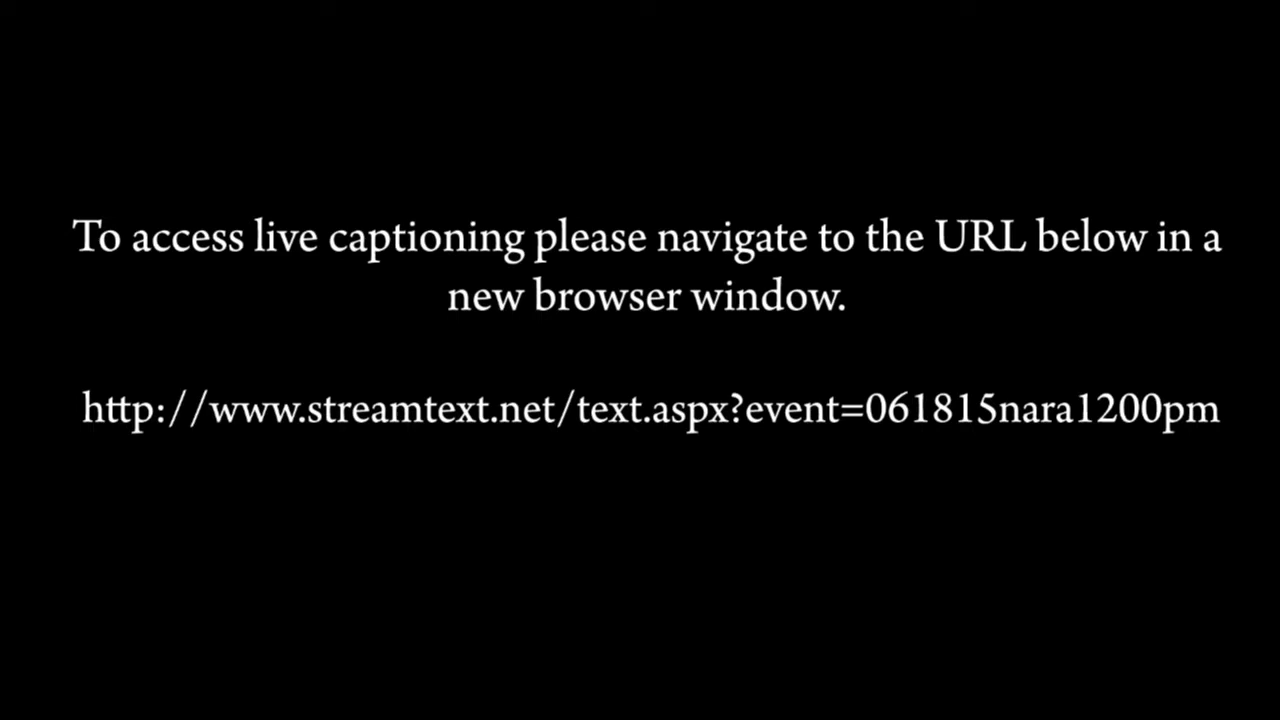 To access live captioning please navigate to the URL below in a
new browser window.
http://www.streamtext.net/text.aspx?event=061815nara1200pm